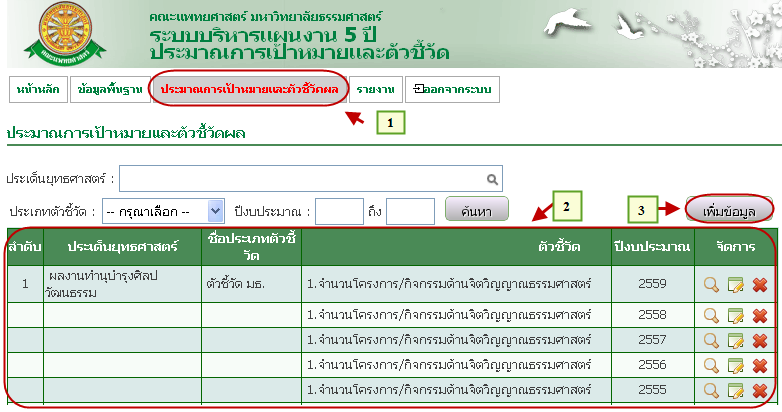 คณะแพทยศาสตร์ มหาวิทยาลัยธรรมศาสตร์
ระบบบริหารแผนงาน 5 ปี
ประมาณการเป้าหมายและตัวชี้วัด
คณะแพทยศาสตร์
หน้าหลัก ข้อมูลพื้นฐาน ประมาณการเป้าหมายและตัวชี้วัดผล รายงาน ออกจากระบบ
1
ประมาณการเป้าหมายและตัวชี้วัดผล
ประเด็นยุทธศาสตร์ :
ประเภทตัวชี้วัด : -- กรุณาเลือก -- ปีงบประมาณ : ถึง ค้นหา 2 3 เพิ่มข้อมูล
ลำดับ ประเด็นยุทธศาสตร์ ชื่อประเภทตัวชี้วัด ตัวชี้วัด ปีงบประมาณ จัดการ
1 ผลงานทำนุบำรุงศิลปวัฒนธรรม ตัวชี้วัด มธ. 1.จำนวนโครงการ/กิจกรรมด้านจิตวิญญาณธรรมศาสตร์ 2559
1.จำนวนโครงการ/กิจกรรมด้านจิตวิญญาณธรรมศาสตร์ 2558
1.จำนวนโครงการ/กิจกรรมด้านจิตวิญญาณธรรมศาสตร์ 2557
1.จำนวนโครงการ/กิจกรรมด้านจิตวิญญาณธรรมศาสตร์ 2556
1.จำนวนโครงการ/กิจกรรมด้านจิตวิญญาณธรรมศาสตร์ 2555